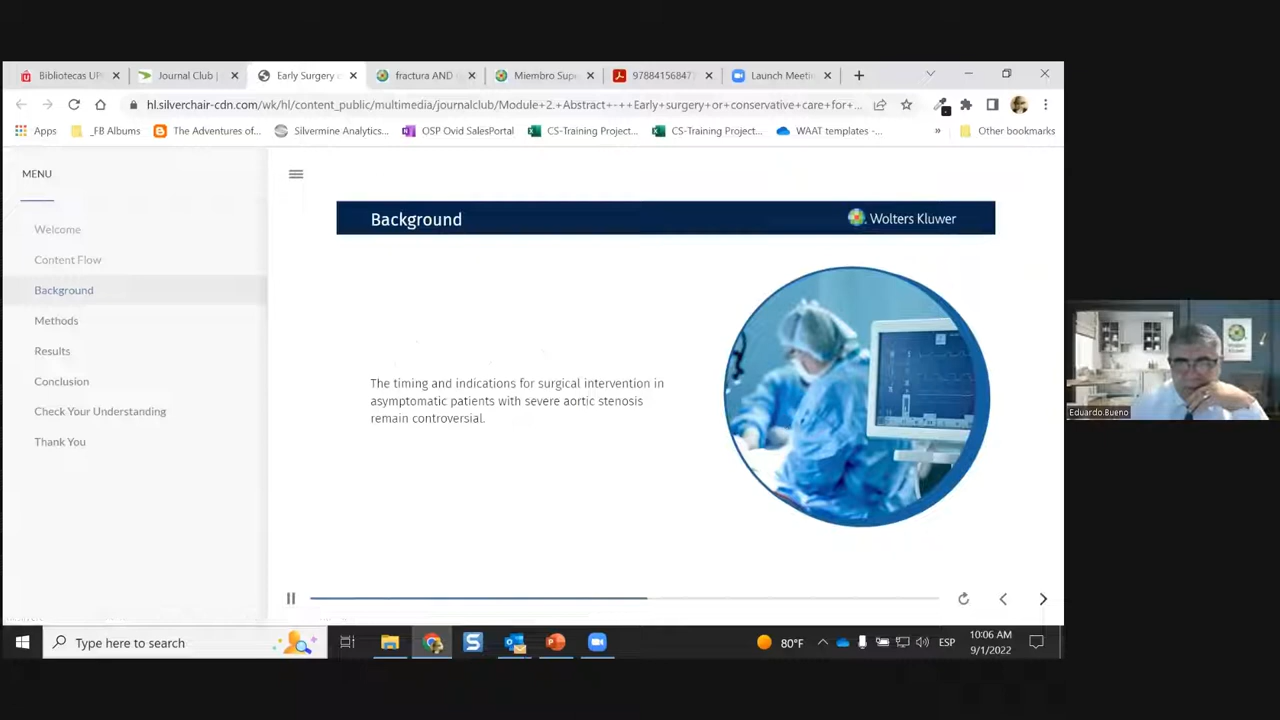 Bibliotecas UP
Journal Club |
Early Surgery
fractura AND
Miembro Supe
9788415684
Launch Meeti
hl.silverchair-cdn.com/wk/hl/content_public/multimedia/journalclub/Module+2.+Abstract+-++Early+surgery+or+conservative+care+for+...
Apps
_FB Albums
The Adventures of...
Silvermine Analytics...
OSP Ovid SalesPortal
CS-Training Project...
CS-Training Project...
WAAT templates -...
»
Other bookmarks
MENU
Welcome
Content Flow
Background
Methods
Results
Conclusion
Check Your Understanding
Thank You
Background
Wolters Kluwer
The timing and indications for surgical intervention in
asymptomatic patients with severe aortic stenosis
remain controversial.
Wolters
Kluwer
Eduardo.Bueno
Type here to search
80°F
ESP
10:06 AM
9/1/2022